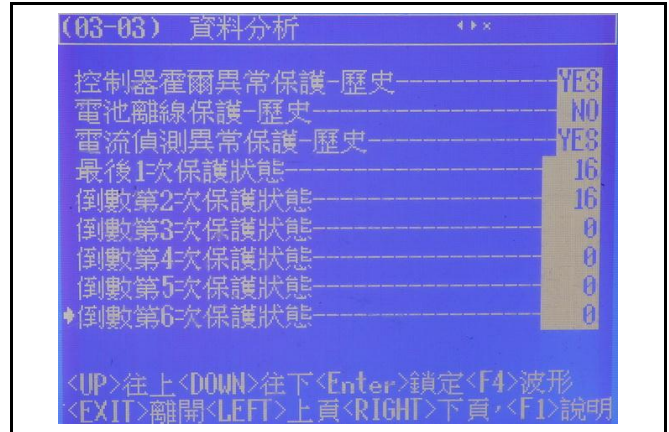 (03-03) 資料分析
控制器霍爾異常保護-歷史---------------YES
電池離線保護-歷史---------------NO
電流偵測異常保護-歷史---------------YES
最後1次保護狀態---------------16
倒數第2次保護狀態---------------16
倒數第3次保護狀態---------------0
倒數第4次保護狀態---------------0
倒數第5次保護狀態---------------0
倒數第6次保護狀態---------------0
<UP>往上<DOWN>往下<Enter>鎖定<F4>波形
<EXIT>離開<LEFT>上頁<RIGHT>下頁,<F1>說明